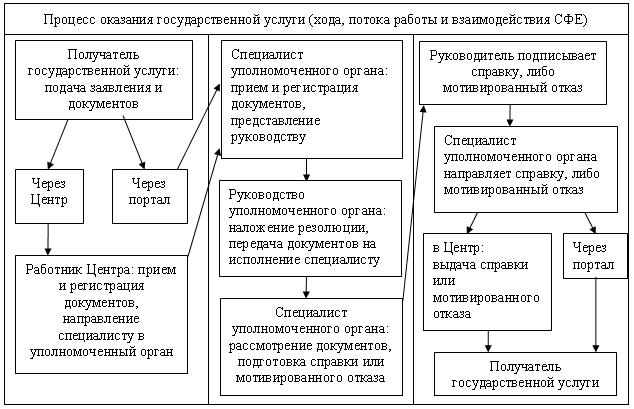 Процесс оказания государственной услуги (хода, потока работы и взаимодействия СФЕ)
Получатель
государственной услуги:
подача заявления и
документов
Через
Центр
Через
портал
Работник Центра: прием
и регистрация
документов,
направление
специалисту в
уполномоченный орган
Специалист
уполномоченного органа:
прием и регистрация
документов,
представление
руководству
Руководство
уполномоченного органа:
наложение резолюции,
передача документов на
исполнение специалисту
Специалист
уполномоченного органа:
рассмотрение документов,
подготовка справки или
мотивированного отказа
Руководитель подписывает
справку, либо
мотивированный отказ
Специалист
уполномоченного органа
направляет справку, либо
мотивированный отказ
в Центр:
выдача справки
или
мотивированного
отказа
Через
портал
Получатель
государственной услуги